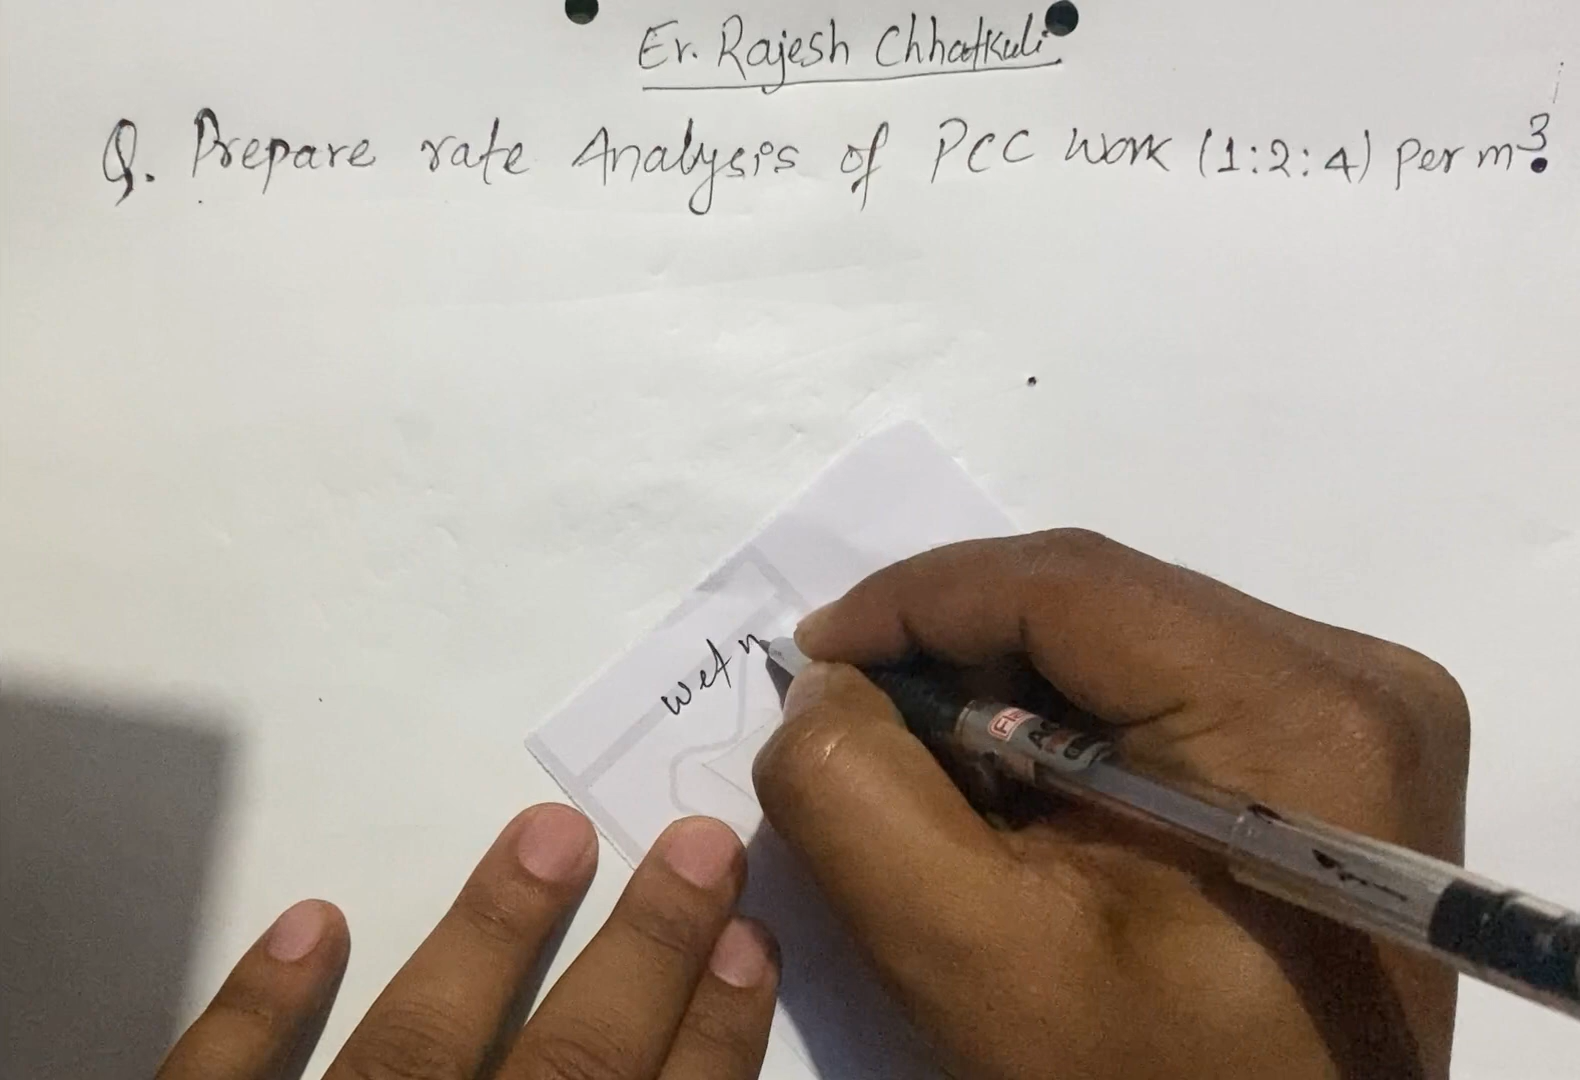 Er. Rajesh Chhatkuli
Q. Prepare rate Analysis of PCC Work (1:2:4) per m³.
wet